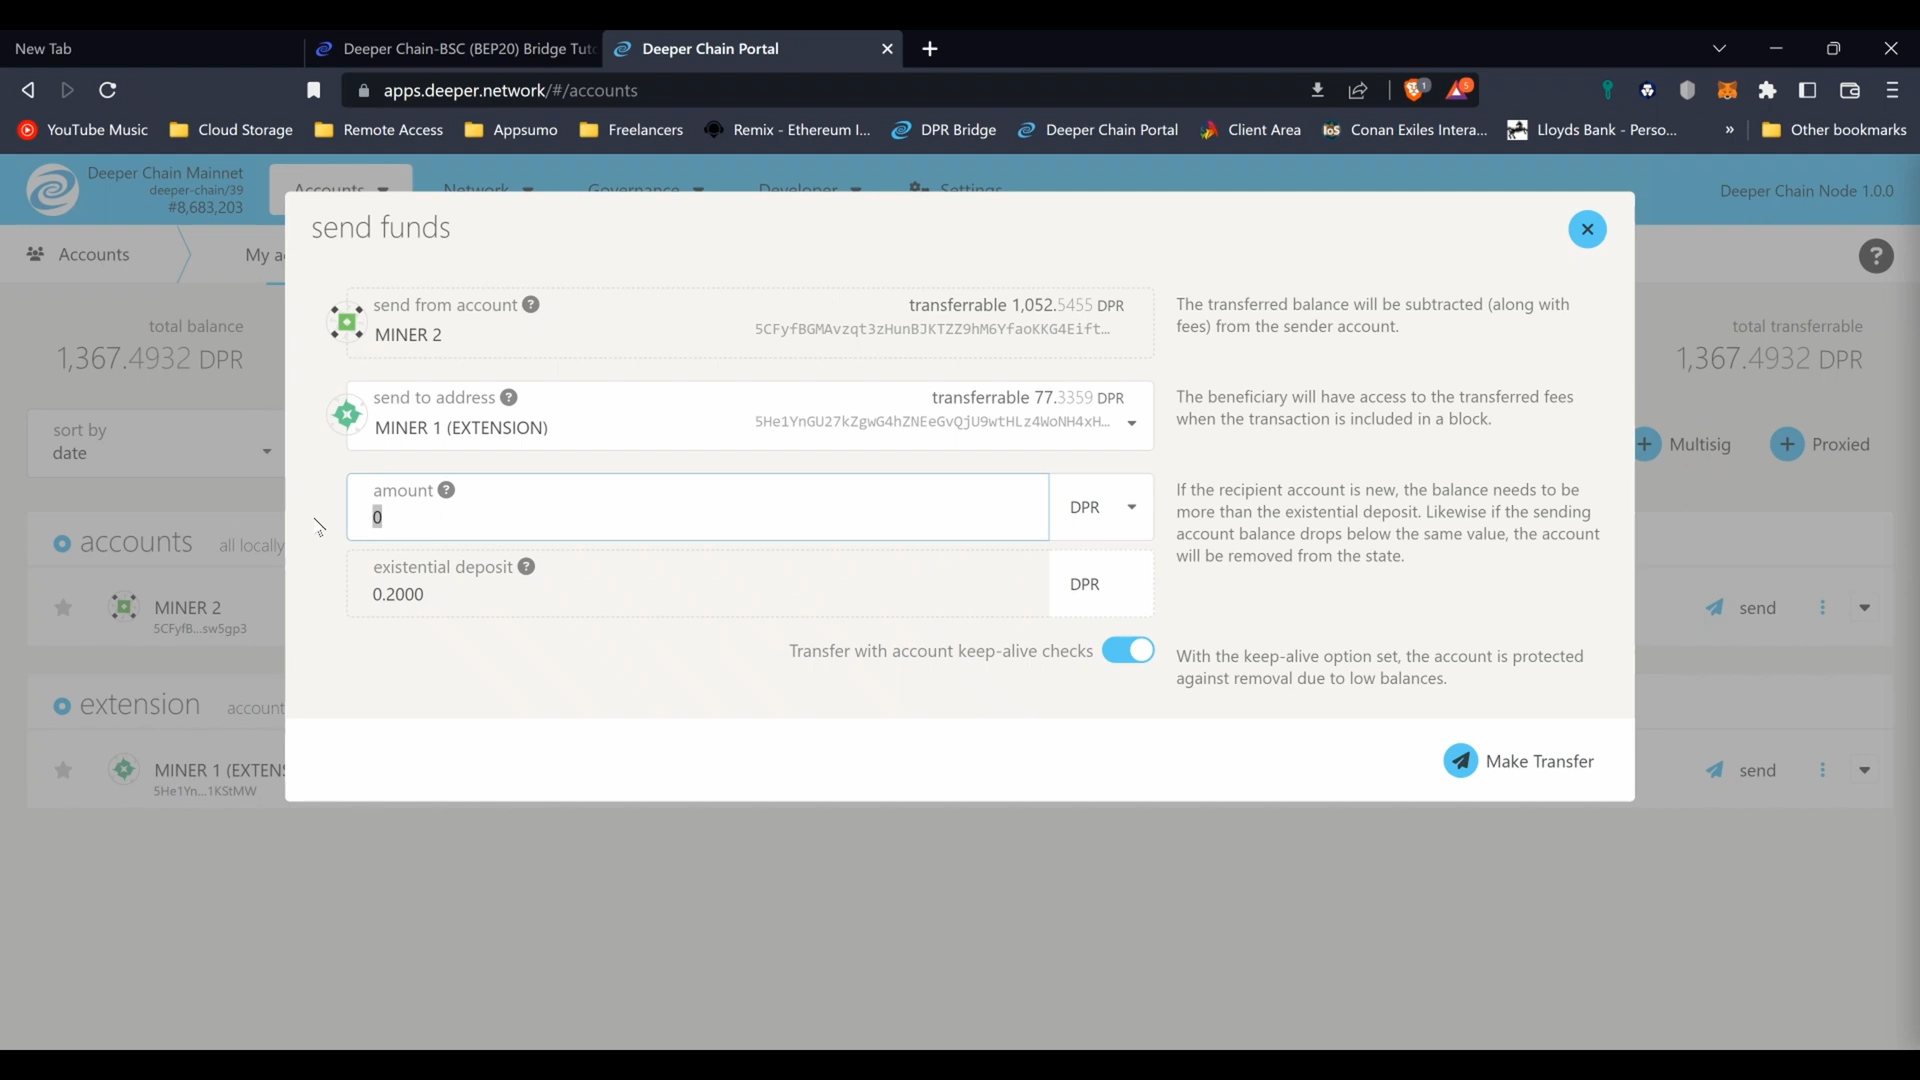 New Tab
Deeper Chain-BSC (BEP20) Bridge Tuto
Deeper Chain Portal
apps.deeper.network/#/accounts
1
5
YouTube Music
Cloud Storage
Remote Access
Appsumo
Freelancers
Remix - Ethereum I...
DPR Bridge
Deeper Chain Portal
Client Area
IoS
Conan Exiles Intera...
Lloyds Bank - Perso...
»
Other bookmarks
Deeper Chain Mainnet
deeper-chain/39
#8,683,203
Accounts
Network
Governance
Developer
Settings
Deeper Chain Node 1.0.0
Accounts
My a
?
send funds
total balance
1,367.4932 DPR
total transferrable
1,367.4932 DPR
send from account ?
transferrable 1,052.5455 DPR
MINER 2
5CFyfBGMAvzqt3zHunBJKTZZ9hM6YfaoKKG4Eift…
The transferred balance will be subtracted (along with
fees) from the sender account.
send to address ?
transferrable 77.3359 DPR
MINER 1 (EXTENSION)
5He1YnGU27kZgwG4hZNEeGvQjU9wtHLz4WoNH4xH…
The beneficiary will have access to the transferred fees
when the transaction is included in a block.
sort by
date
Multisig
Proxied
amount ?
0
DPR
If the recipient account is new, the balance needs to be
more than the existential deposit. Likewise if the sending
account balance drops below the same value, the account
will be removed from the state.
existential deposit ?
0.2000
DPR
Transfer with account keep-alive checks
With the keep-alive option set, the account is protected
against removal due to low balances.
accounts
all locally
MINER 2
5CFyfB...sw5gp3
send
extension
account
MINER 1 (EXTENS
5He1Yn...1KStMW
send
Make Transfer